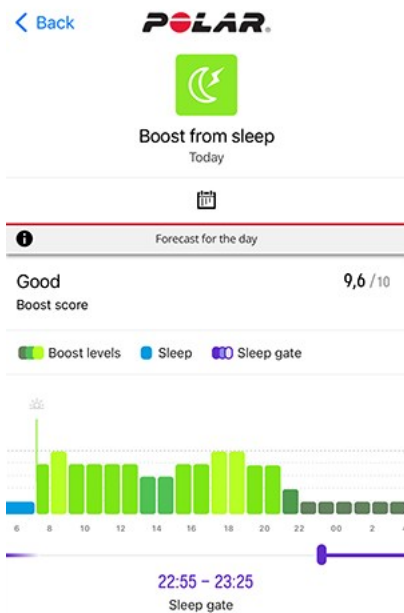 Back
POLAR.
Boost from sleep
Today
Forecast for the day
Good
9,6 /10
Boost score
Boost levels
Sleep
Sleep gate
6 8 10 12 14 16 18 20 22 00 2
22:55 – 23:25
Sleep gate